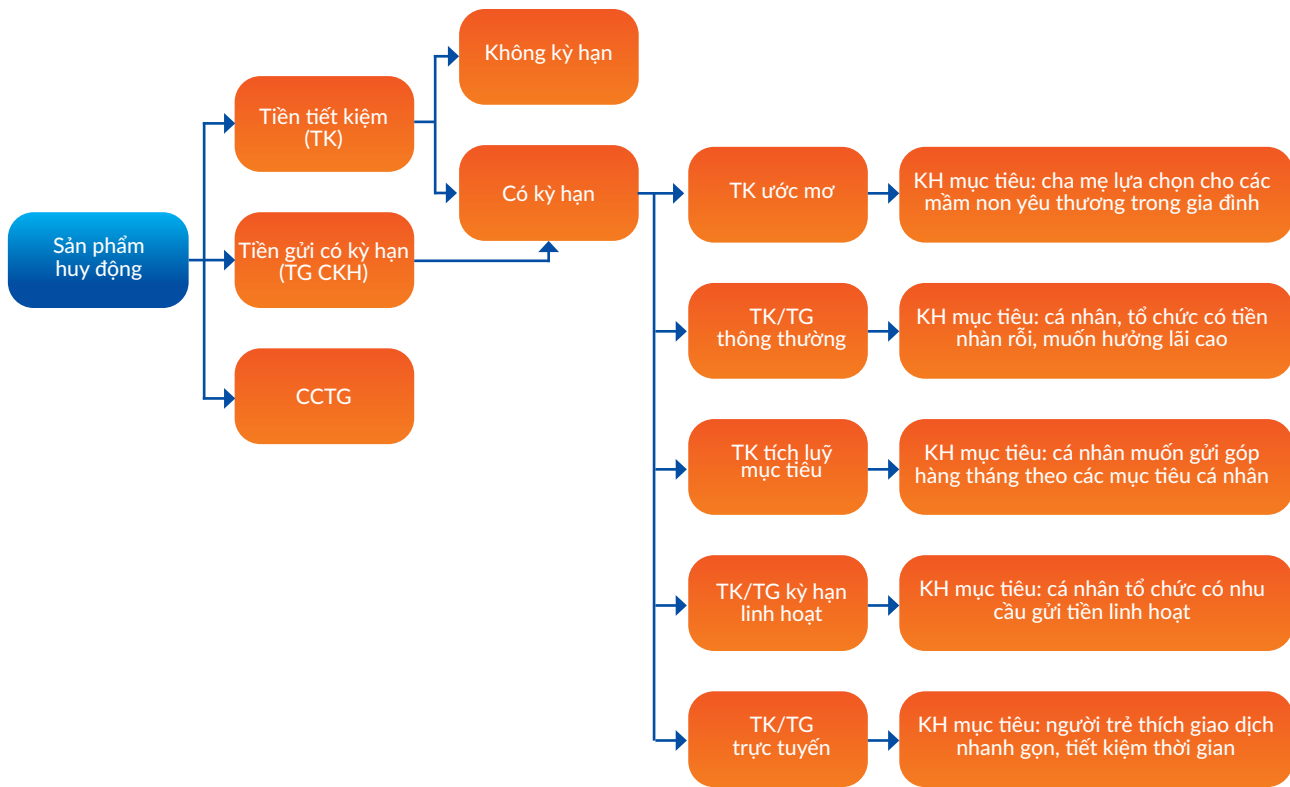 Sản phẩm
huy động
Tiền tiết kiệm
(TK)
Tiền gửi có kỳ hạn
(TG CKH)
CCTG
Không kỳ hạn
Có kỳ hạn
TK ước mơ
KH mục tiêu: cha mẹ lựa chọn cho các
mầm non yêu thương trong gia đình
TK/TG
thông thường
KH mục tiêu: cá nhân, tổ chức có tiền
nhàn rỗi, muốn hưởng lãi cao
TK tích luỹ
mục tiêu
KH mục tiêu: cá nhân muốn gửi góp
hàng tháng theo các mục tiêu cá nhân
TK/TG kỳ hạn
linh hoạt
KH mục tiêu: cá nhân tổ chức có nhu
cầu gửi tiền linh hoạt
TK/TG
trực tuyến
KH mục tiêu: người trẻ thích giao dịch
nhanh gọn, tiết kiệm thời gian